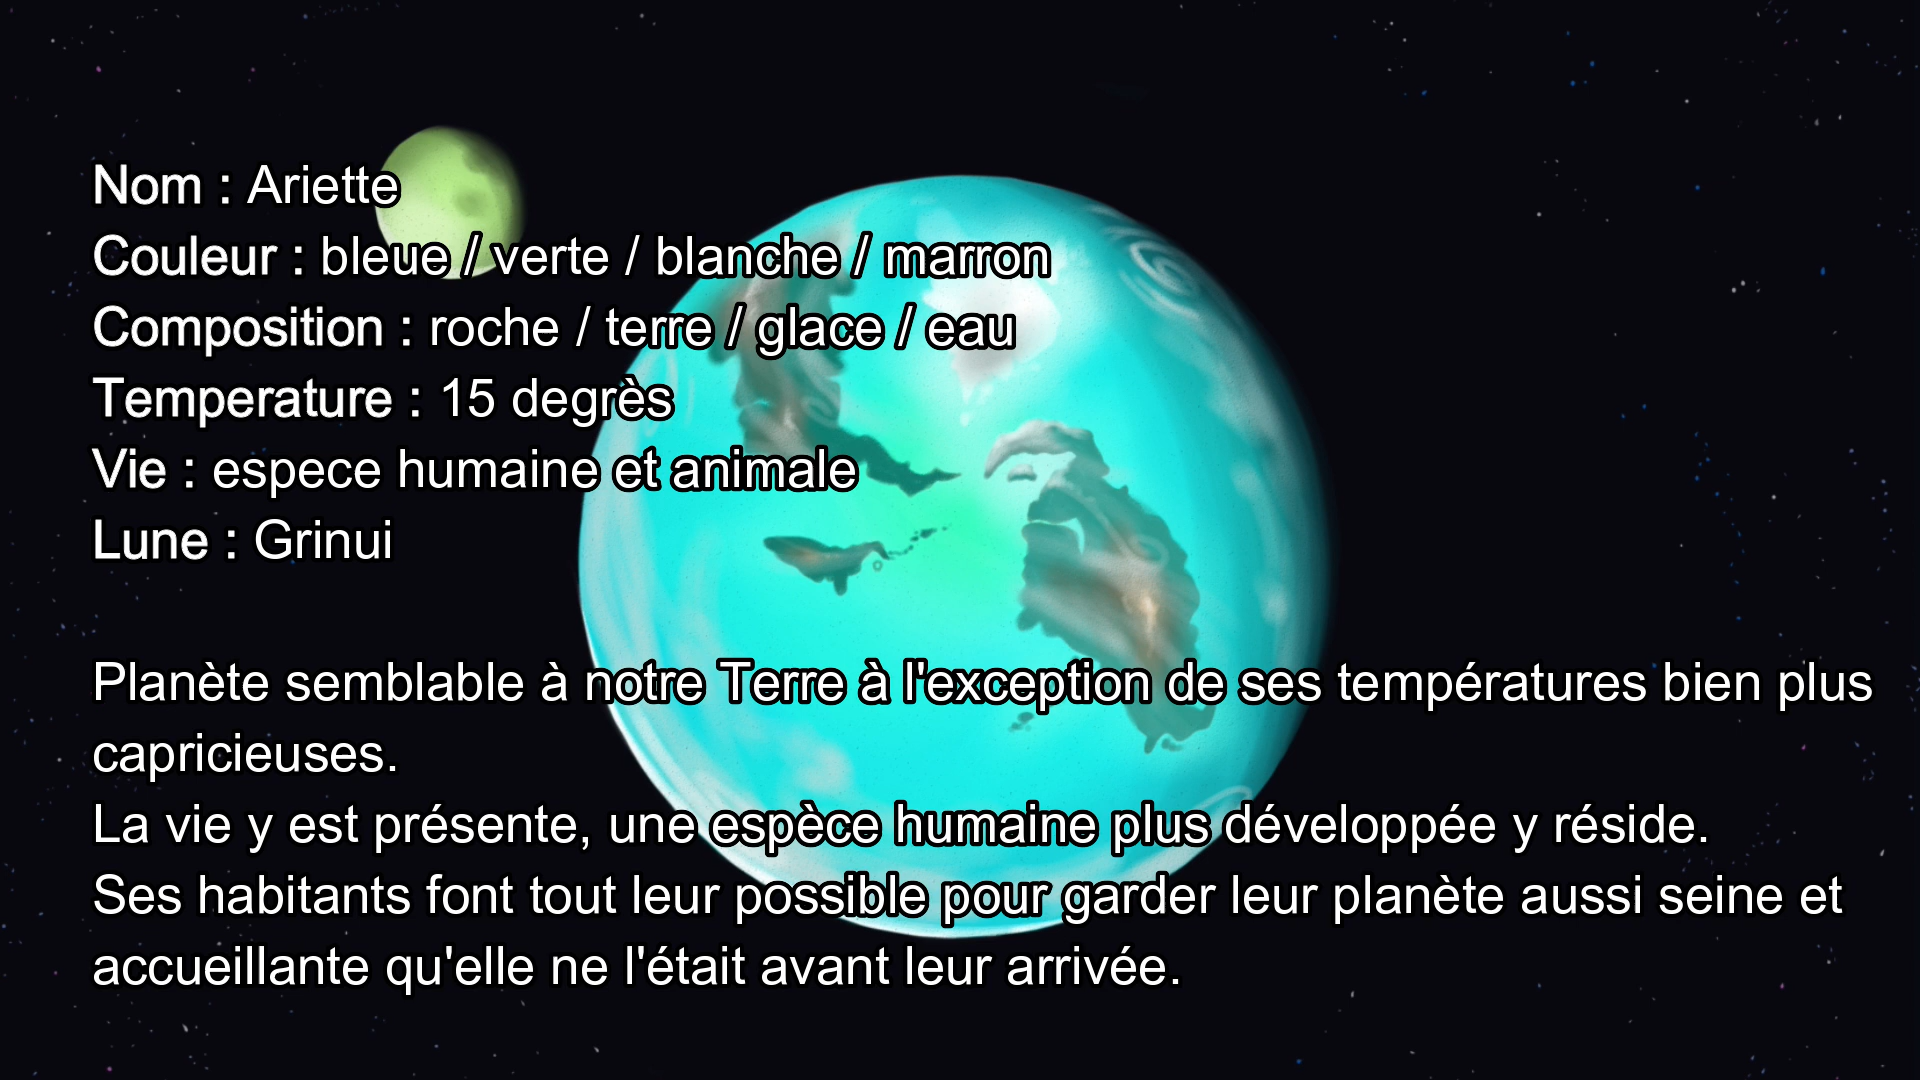 Nom : Ariette
Couleur : bleue / verte / blanche / marron
Composition : roche / terre / glace / eau
Temperature : 15 degrès
Vie : espece humaine et animale
Lune : Grinui
Planète semblable à notre Terre à l'exception de ses températures bien plus
capricieuses.
La vie y est présente, une espèce humaine plus développée y réside.
Ses habitants font tout leur possible pour garder leur planète aussi seine et
accueillante qu'elle ne l'était avant leur arrivée.